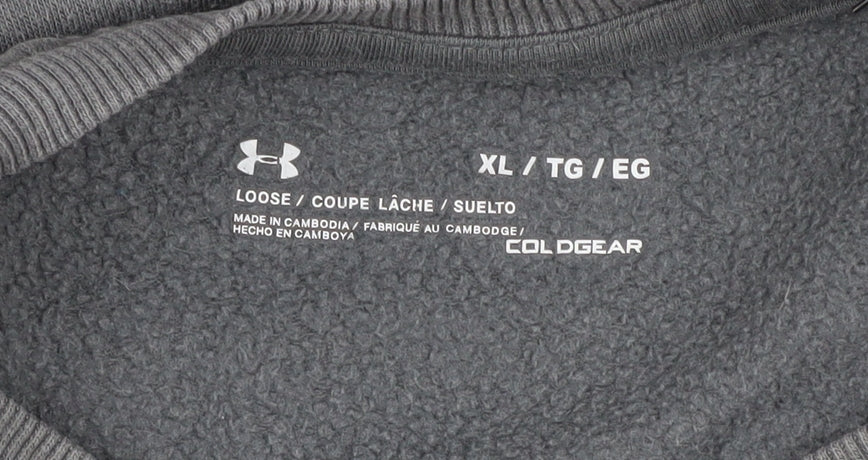 XL / TG / EG
LOOSE / COUPE LÂCHE / SUELTO
MADE IN CAMBODIA / FABRIQUÉ AU CAMBODGE /
HECHO EN CAMBOYA
COLDGEAR